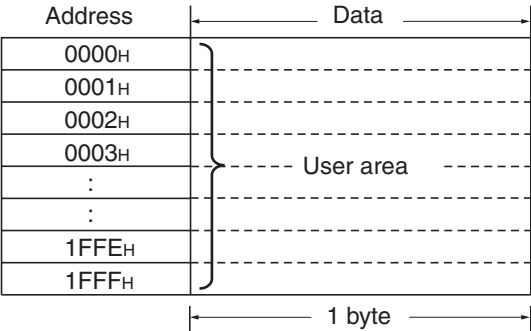 Address Data
0000H
0001H
0002H
0003H
User area
:
:
1FFEH
1FFFH
1 byte